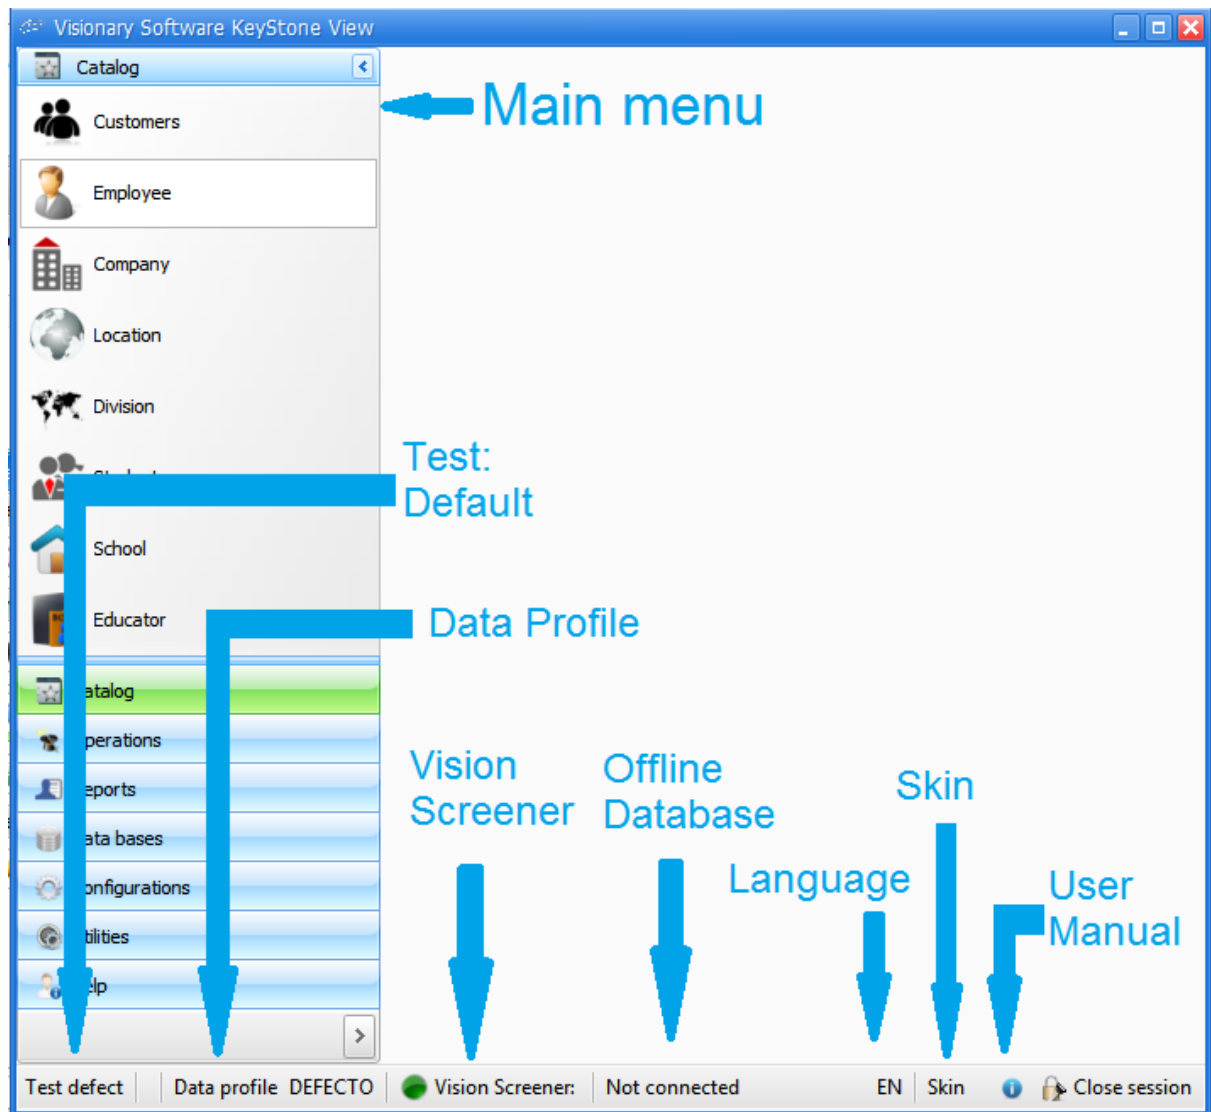 Visionary Software KeyStone View
Catalog
Main menu
Customers
Employee
Company
Location
Division
Test:
Default
School
Data Profile
Educator
atalog
perations
eports
ata bases
onfigurations
tilities
elp
Vision
Screener
Offline
Database
Skin
Language
User
Manual
Test defect
Data profile DEFECTO
Vision Screener:
Not connected
EN
Skin
Close session